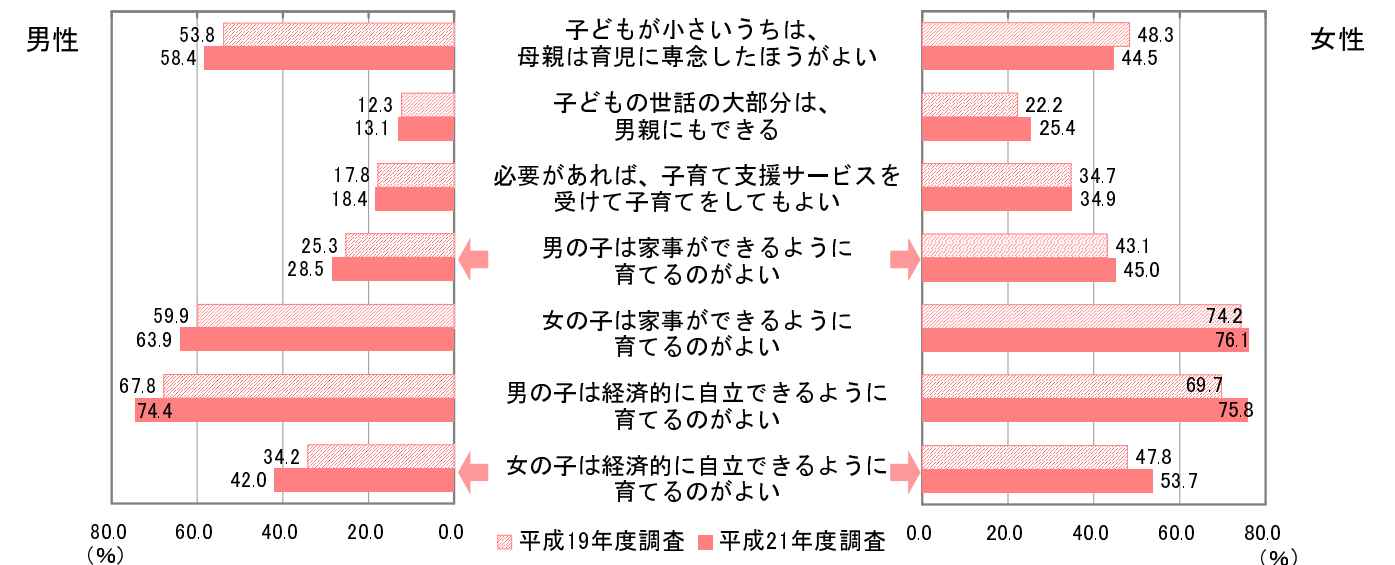 男性
女性
子どもが小さいうちは、
母親は育児に専念したほうがよい
53.8
58.4
48.3
44.5
子どもの世話の大部分は、
男親にもできる
12.3
13.1
22.2
25.4
必要があれば、子育て支援サービスを
受けて子育てをしてもよい
17.8
18.4
34.7
34.9
男の子は家事ができるように
育てるのがよい
25.3
28.5
43.1
45.0
女の子は家事ができるように
育てるのがよい
59.9
63.9
74.2
76.1
男の子は経済的に自立できるように
育てるのがよい
67.8
74.4
69.7
75.8
女の子は経済的に自立できるように
育てるのがよい
34.2
42.0
47.8
53.7
80.0 60.0 40.0 20.0 0.0
(%)
0.0 20.0 40.0 60.0 80.0
(%)
平成19年度調査 平成21年度調査